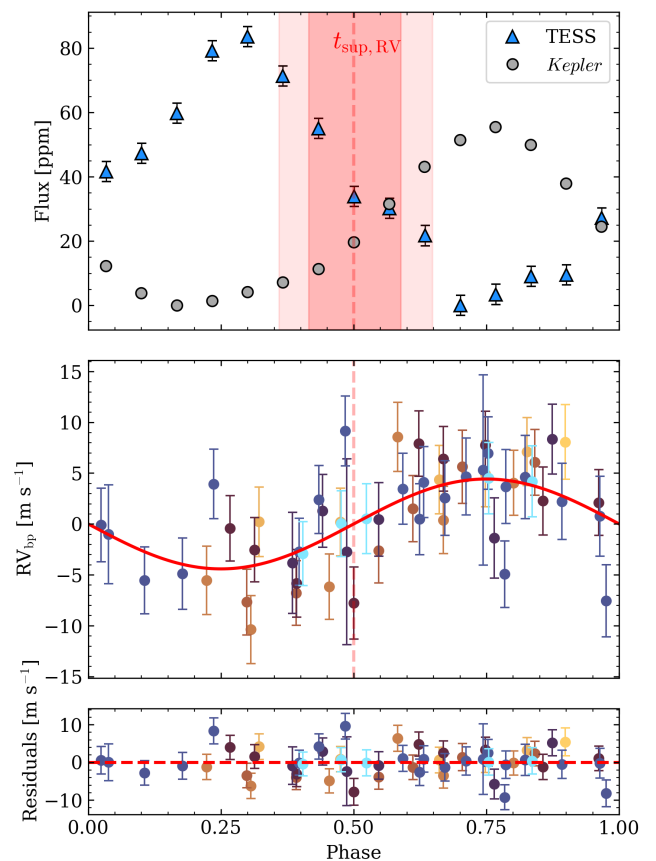 80
60
40
20
0
Flux [ppm]
t_sup,RV
TESS
Kepler
15
10
5
0
−5
−10
−15
RV_bp [m s⁻¹]
10
0
−10
Residuals [m s⁻¹]
0.00 0.25 0.50 0.75 1.00
Phase